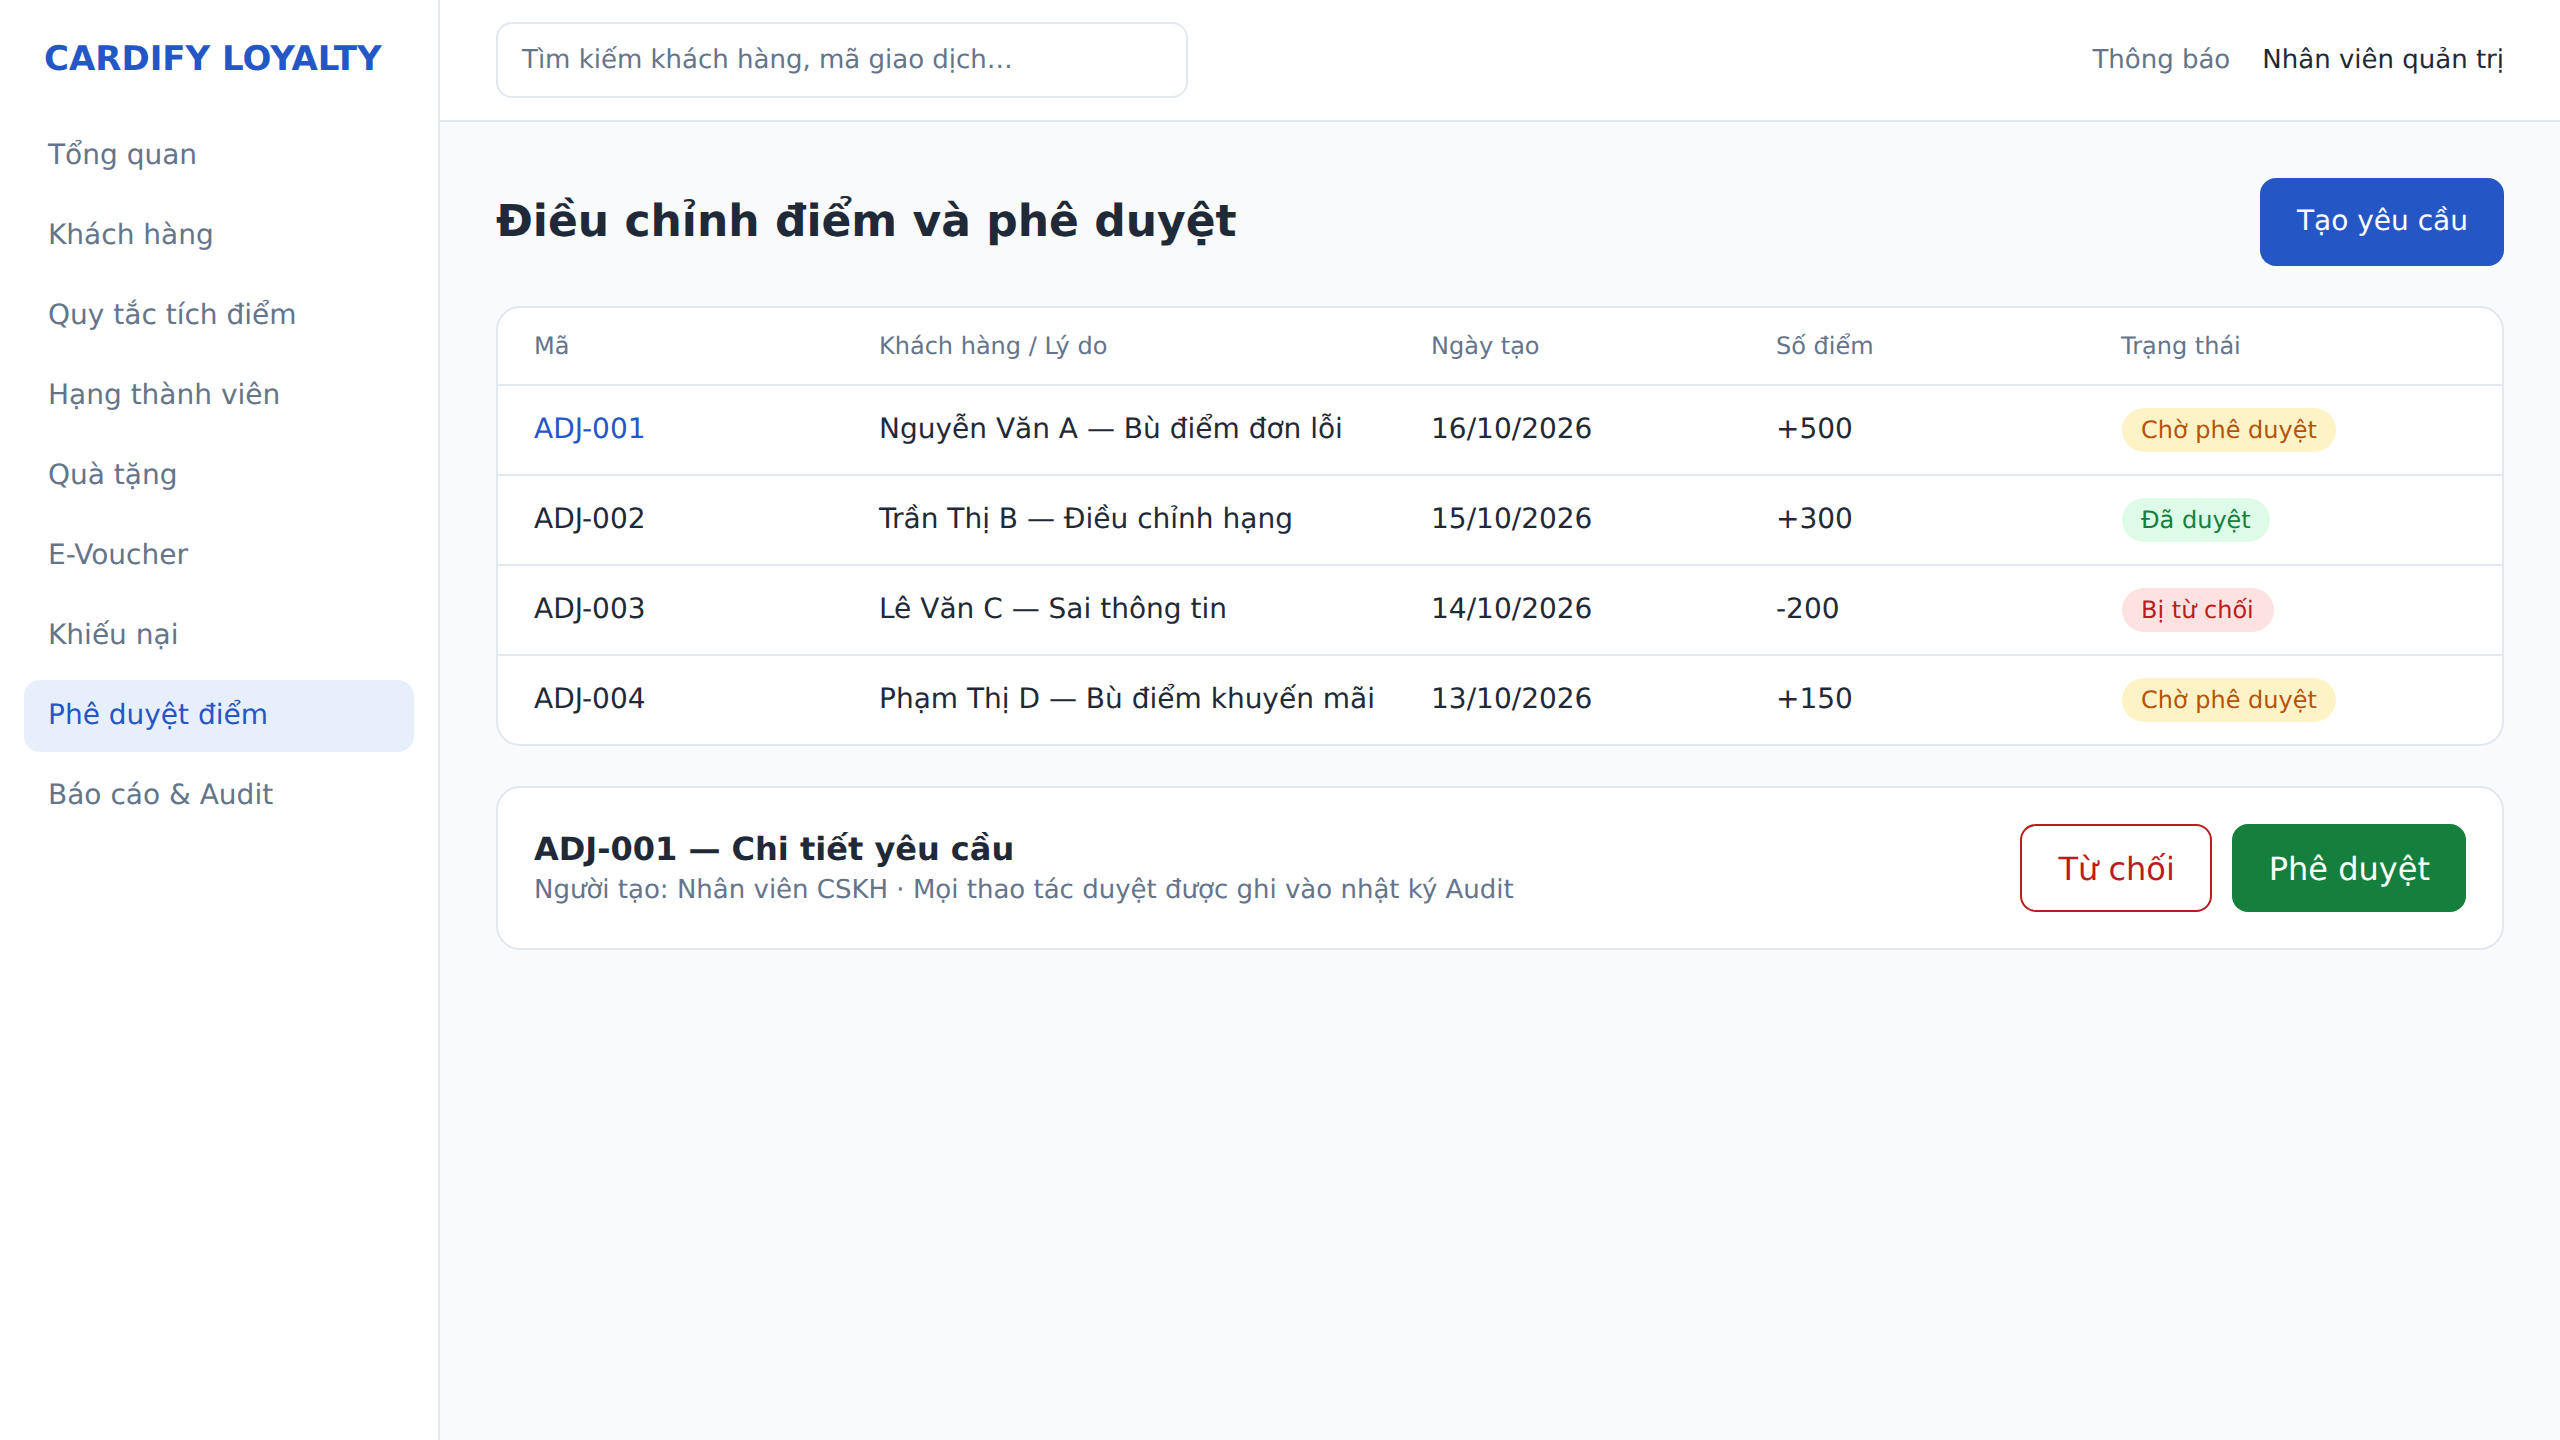 CARDIFY LOYALTY
Tìm kiếm khách hàng, mã giao dịch...
Thông báo
Nhân viên quản trị
Tổng quan
Khách hàng
Quy tắc tích điểm
Hạng thành viên
Quà tặng
E-Voucher
Khiếu nại
Phê duyệt điểm
Báo cáo & Audit
Điều chỉnh điểm và phê duyệt
Tạo yêu cầu
Mã Khách hàng / Lý do Ngày tạo Số điểm Trạng thái
ADJ-001 Nguyễn Văn A — Bù điểm đơn lỗi 16/10/2026 +500 Chờ phê duyệt
ADJ-002 Trần Thị B — Điều chỉnh hạng 15/10/2026 +300 Đã duyệt
ADJ-003 Lê Văn C — Sai thông tin 14/10/2026 -200 Bị từ chối
ADJ-004 Phạm Thị D — Bù điểm khuyến mãi 13/10/2026 +150 Chờ phê duyệt
ADJ-001 — Chi tiết yêu cầu
Người tạo: Nhân viên CSKH · Mọi thao tác duyệt được ghi vào nhật ký Audit
Từ chối
Phê duyệt